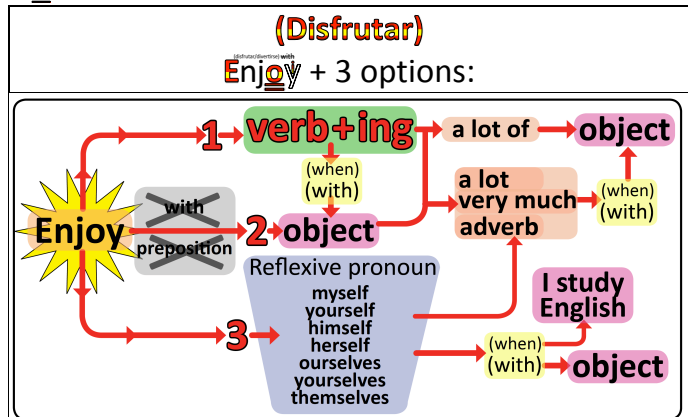 (Disfrutar)
(disfrutar/divertirse) with
Enjoy + 3 options:
1
verb+ing
a lot of
object
(when)
(with)
a lot
very much
adverb
(when)
(with)
Enjoy
with
preposition
2
object
3
Reflexive pronoun
myself
yourself
himself
herself
ourselves
yourselves
themselves
(when)
(with)
I study
English
object